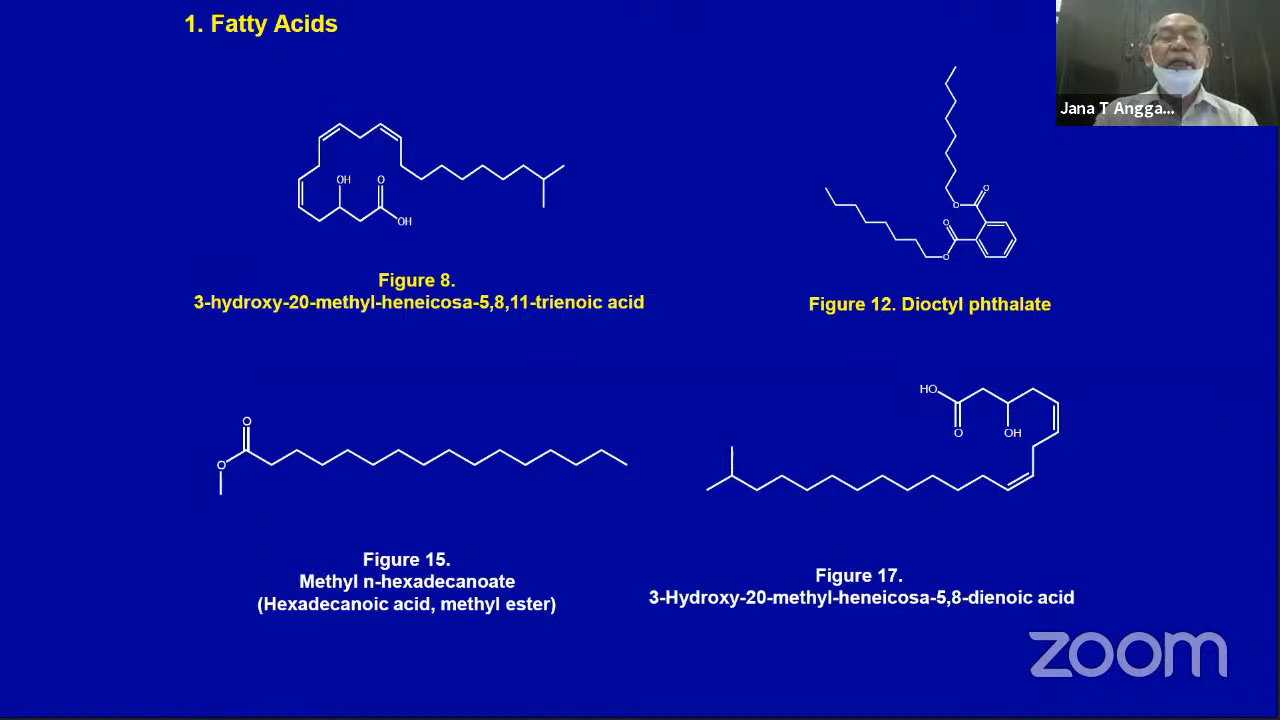 1. Fatty Acids
Jana T Angga...
OH
O
OH
Figure 8.
3-hydroxy-20-methyl-heneicosa-5,8,11-trienoic acid
O
O
O
O
Figure 12. Dioctyl phthalate
O
O
Figure 15.
Methyl n-hexadecanoate
(Hexadecanoic acid, methyl ester)
HO
O
OH
Figure 17.
3-Hydroxy-20-methyl-heneicosa-5,8-dienoic acid
zoom